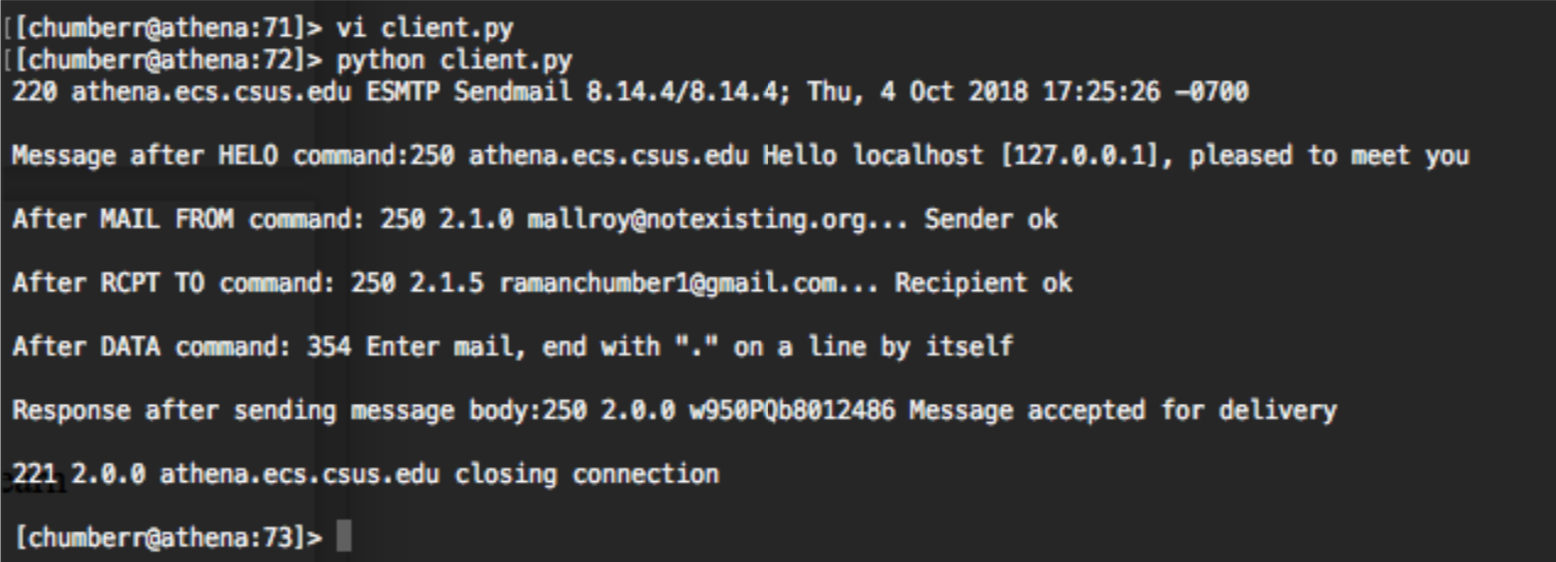 [[chumberr@athena:71]> vi client.py
[[chumberr@athena:72]> python client.py
220 athena.ecs.csus.edu ESMTP Sendmail 8.14.4/8.14.4; Thu, 4 Oct 2018 17:25:26 -0700
Message after HELO command:250 athena.ecs.csus.edu Hello localhost [127.0.0.1], pleased to meet you
After MAIL FROM command: 250 2.1.0 mallroy@notexisting.org... Sender ok
After RCPT TO command: 250 2.1.5 ramanchumber1@gmail.com... Recipient ok
After DATA command: 354 Enter mail, end with "." on a line by itself
Response after sending message body:250 2.0.0 w950PQb8012486 Message accepted for delivery
221 2.0.0 athena.ecs.csus.edu closing connection
[chumberr@athena:73]>